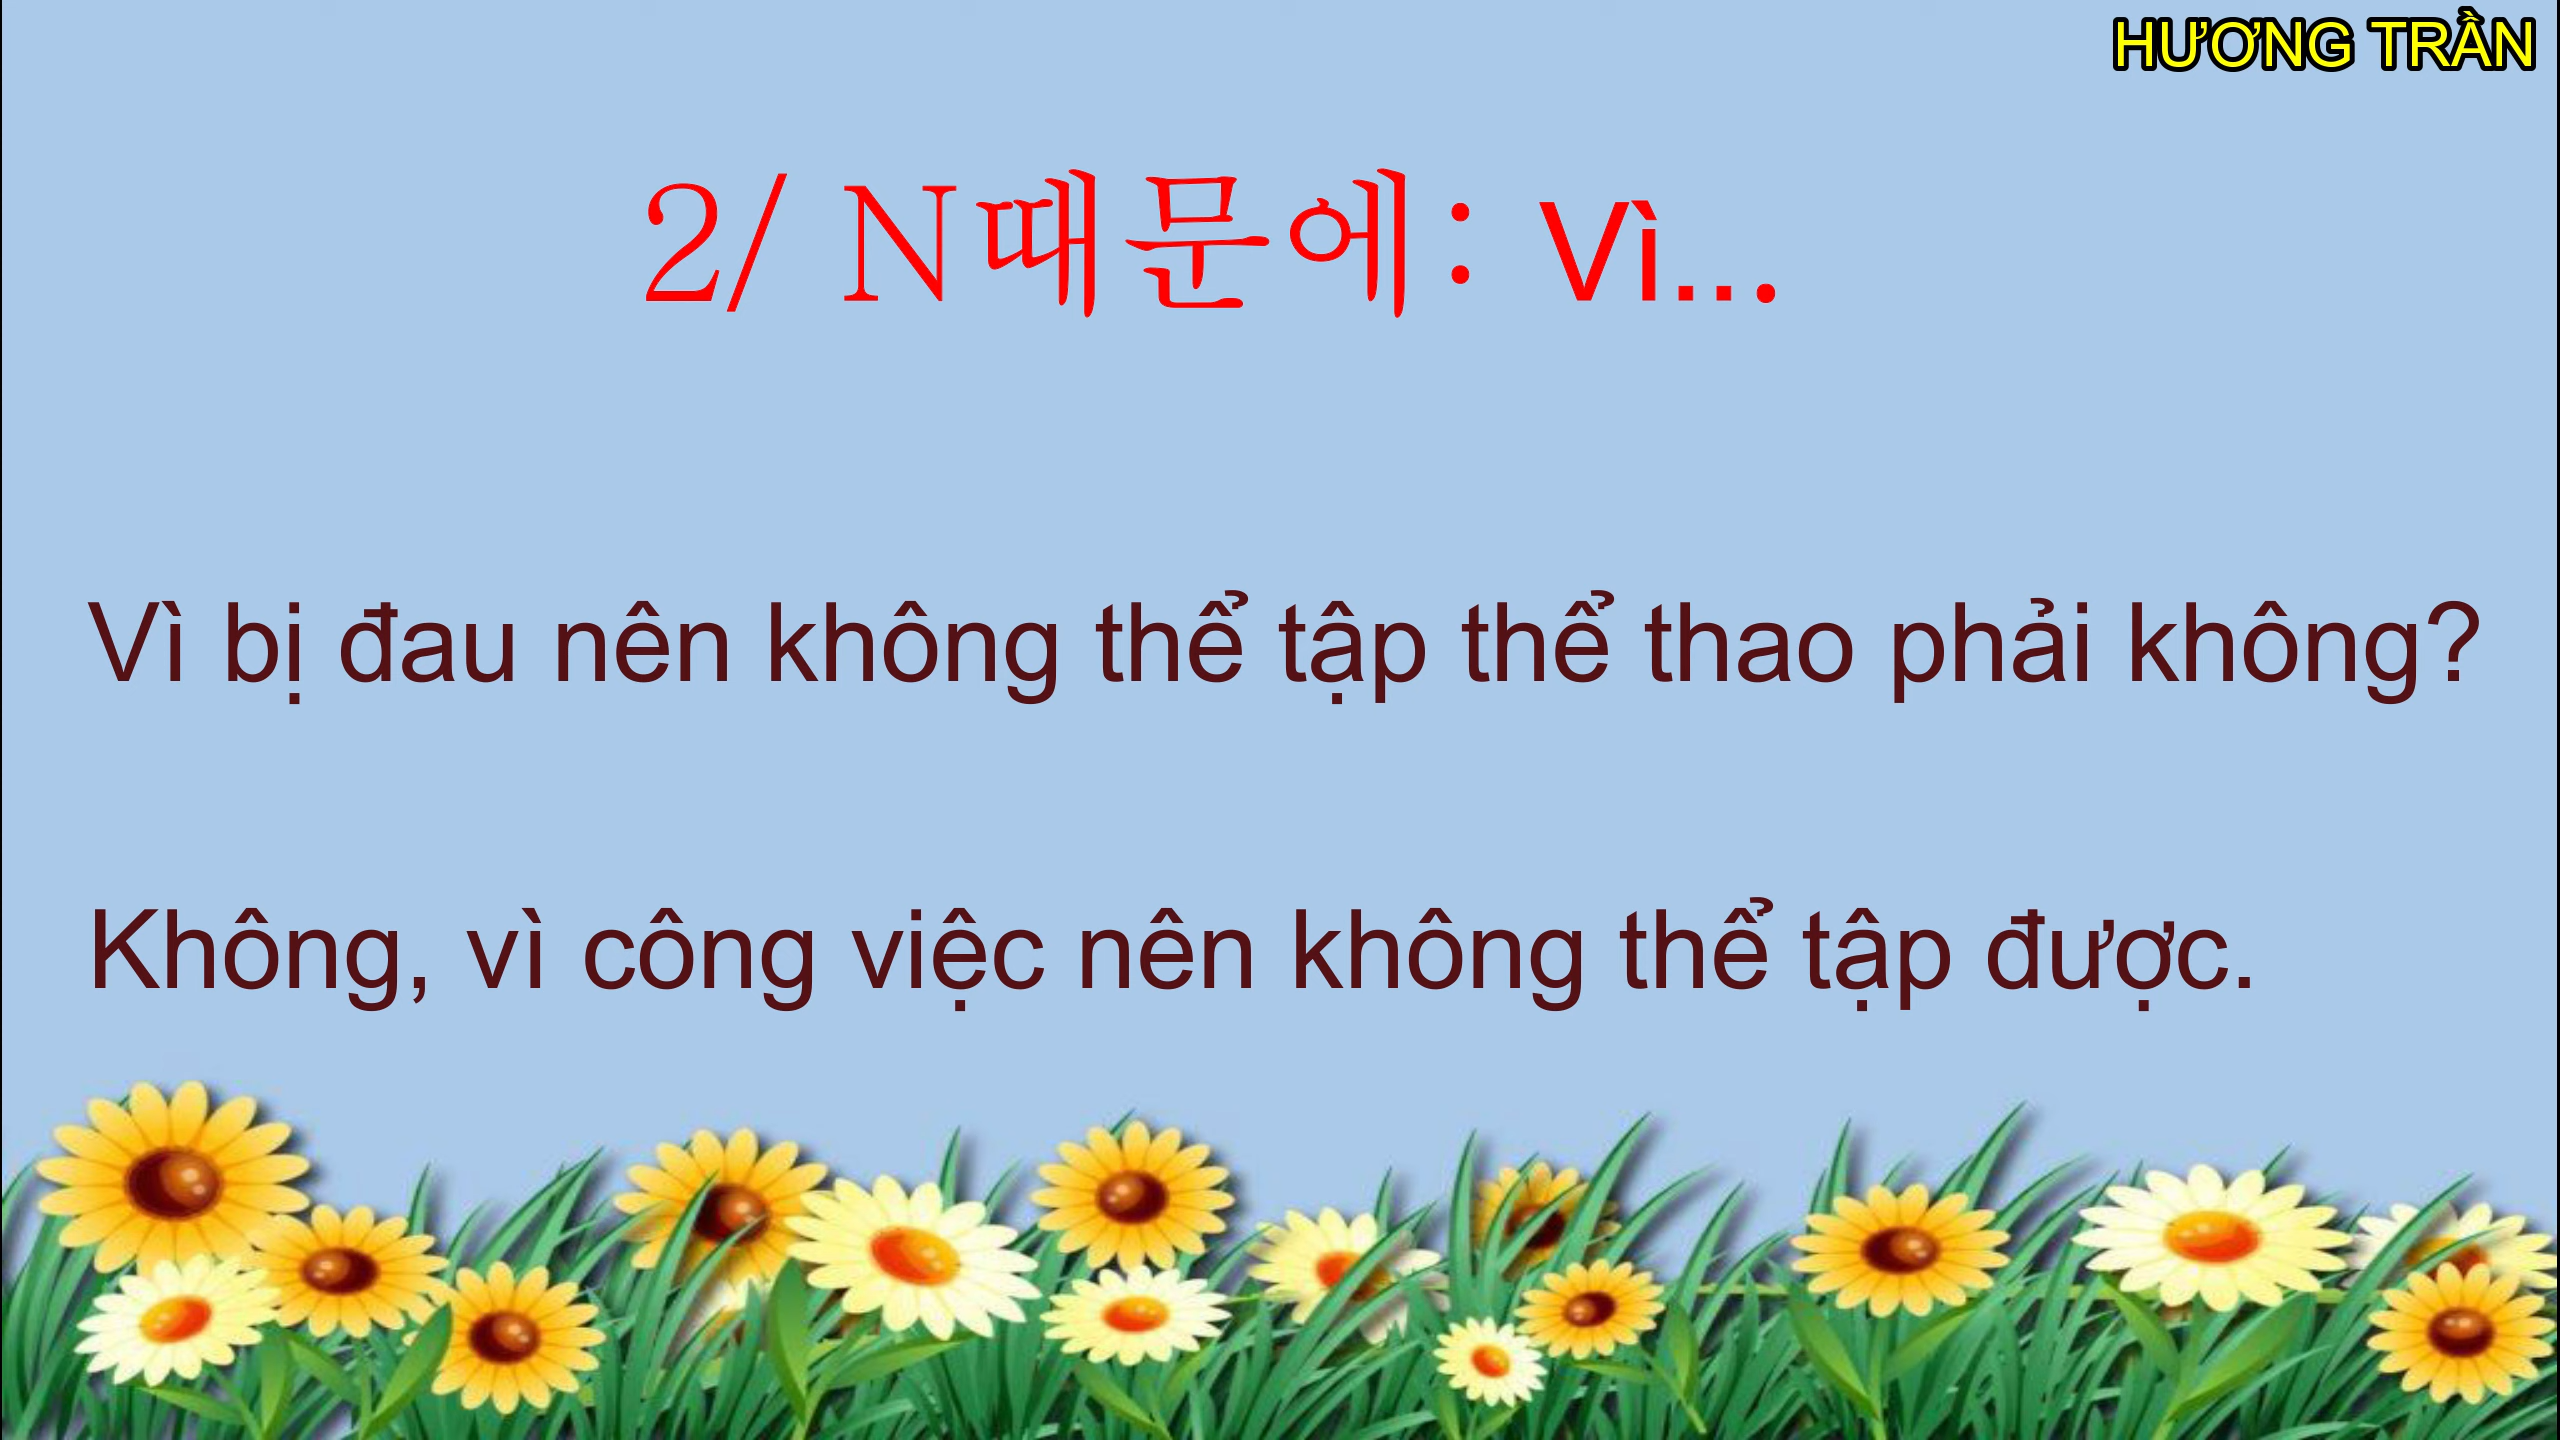 HƯƠNG TRẦN
2/ N때문에: Vì...
Vì bị đau nên không thể tập thể thao phải không?
Không, vì công việc nên không thể tập được.